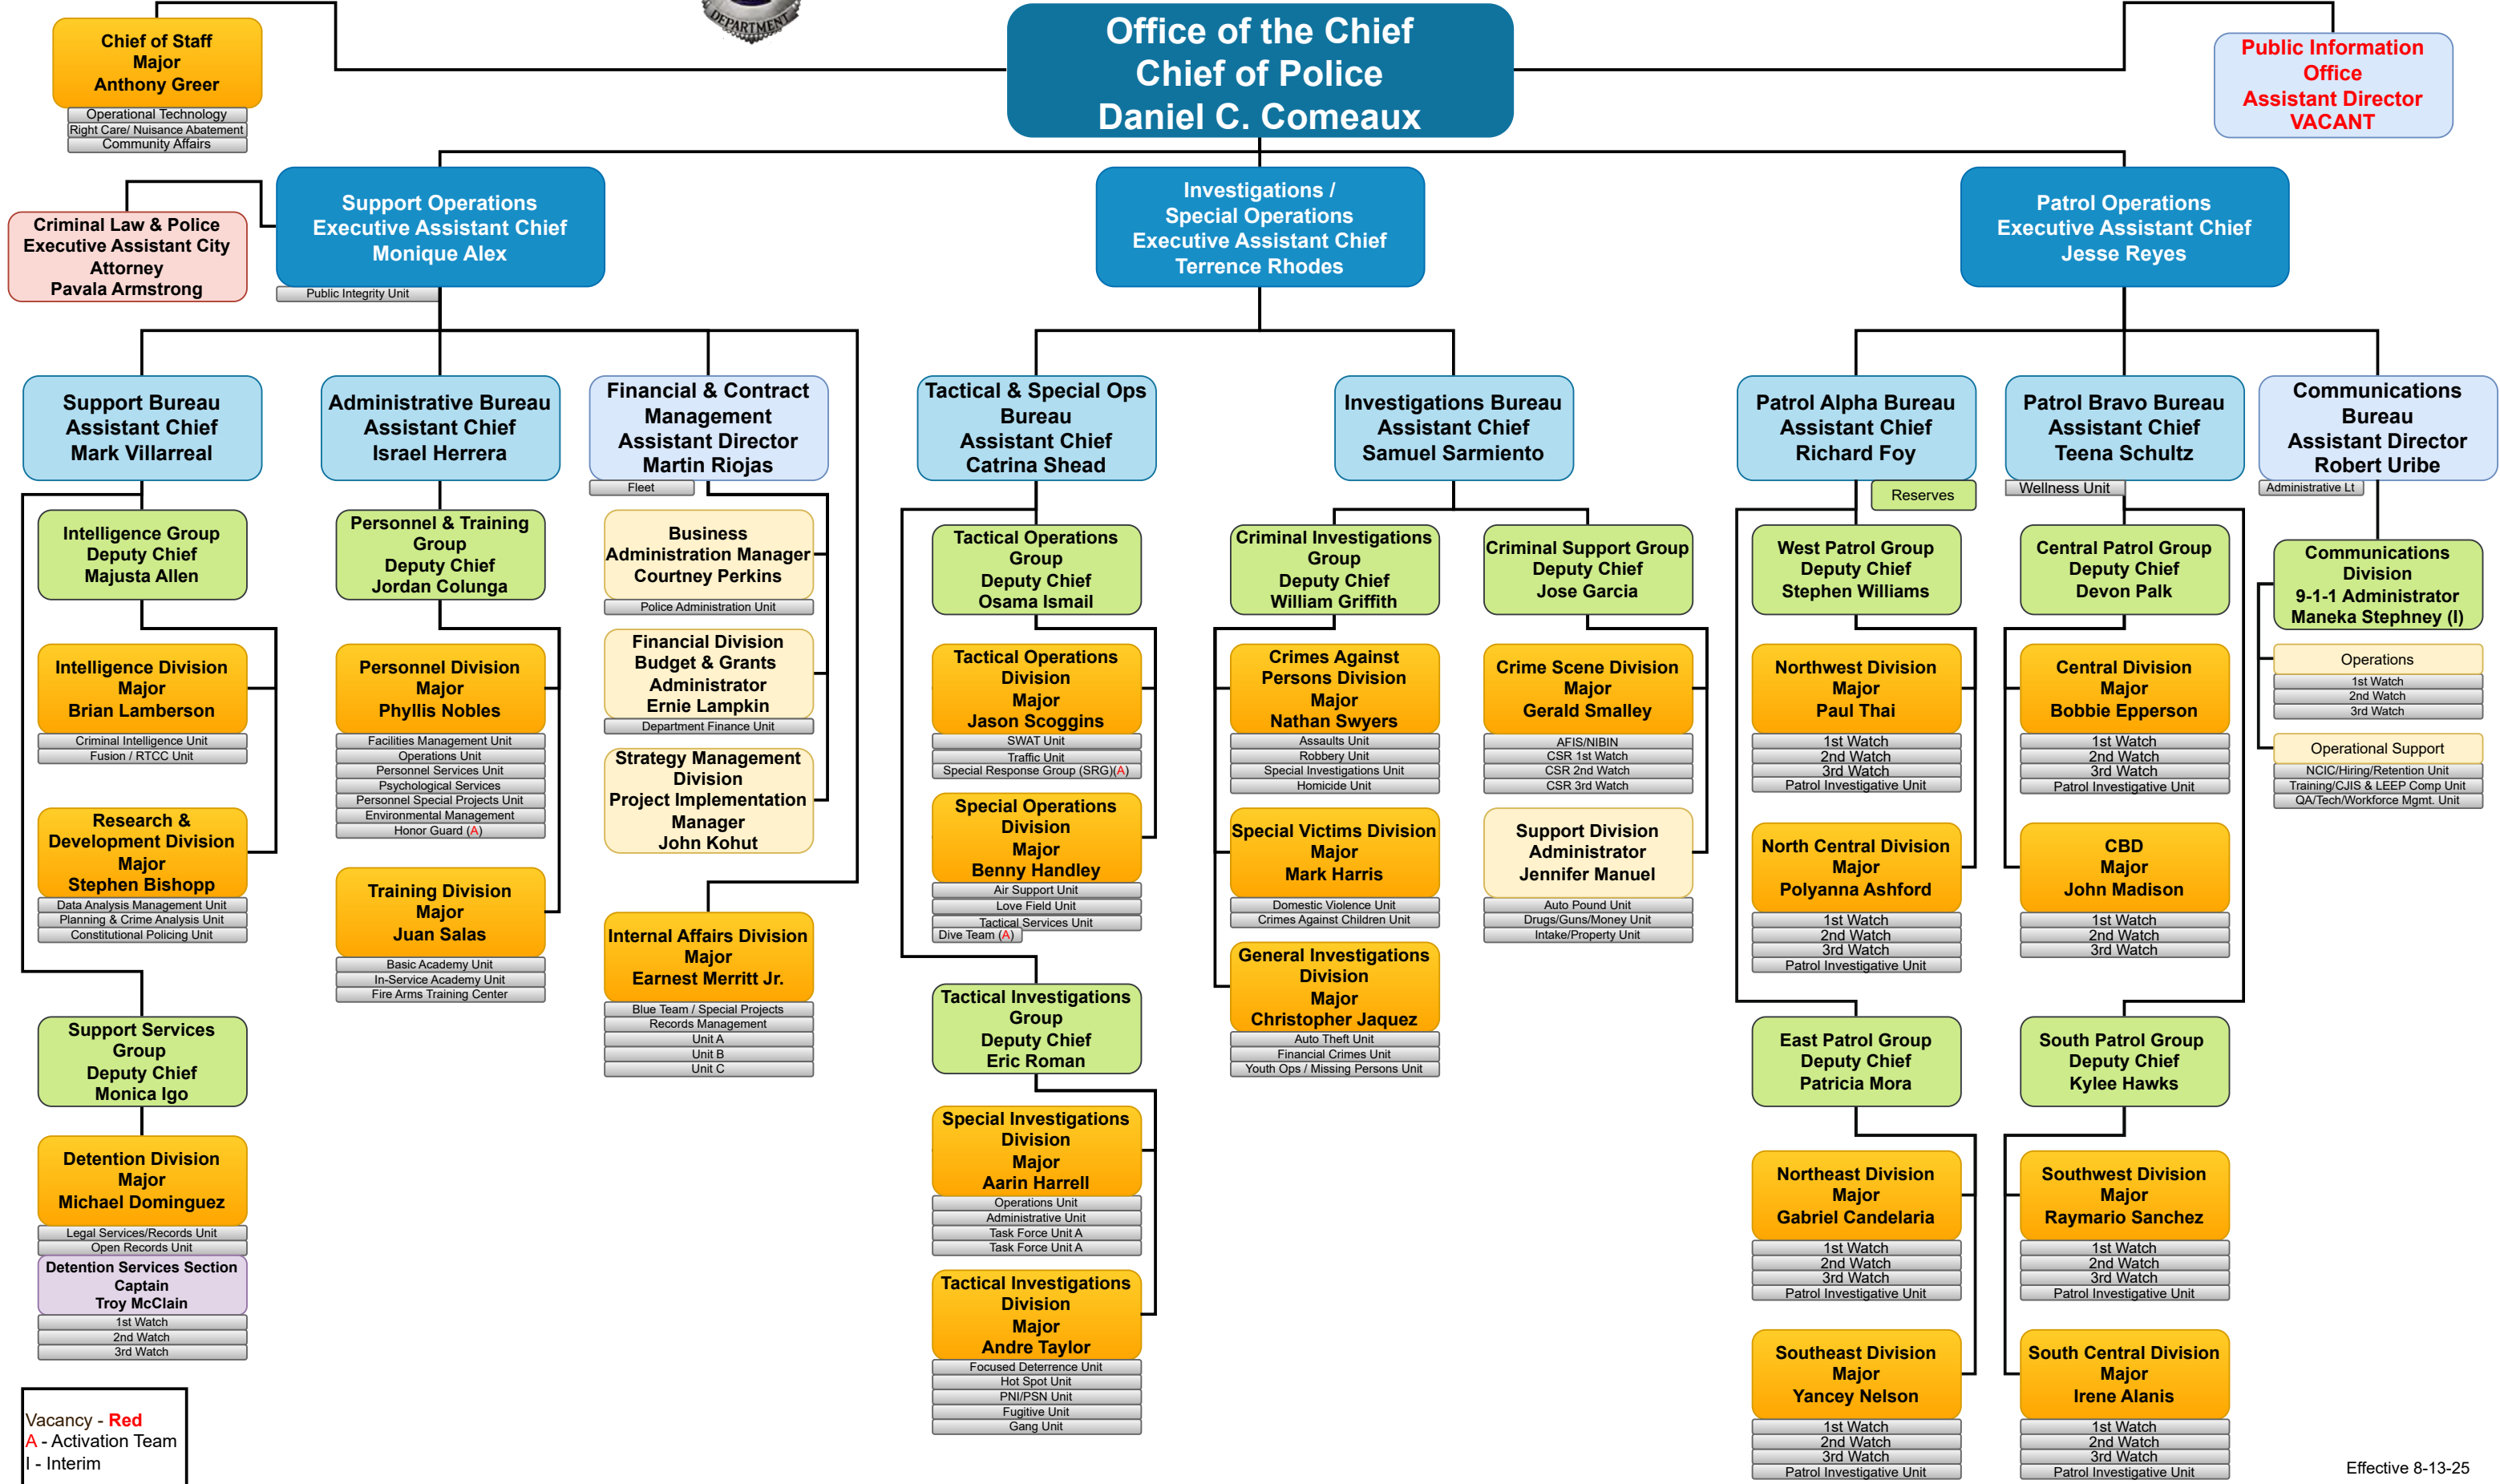 DEPARTMENT
Office of the Chief
Chief of Police
Daniel C. Comeaux
Chief of Staff
Major
Anthony Greer
Operational Technology
Right Care/ Nuisance Abatement
Community Affairs
Public Information
Office
Assistant Director
VACANT
Criminal Law & Police
Executive Assistant City
Attorney
Pavala Armstrong
Support Operations
Executive Assistant Chief
Monique Alex
Public Integrity Unit
Investigations /
Special Operations
Executive Assistant Chief
Terrence Rhodes
Patrol Operations
Executive Assistant Chief
Jesse Reyes
Support Bureau
Assistant Chief
Mark Villarreal
Intelligence Group
Deputy Chief
Majusta Allen
Intelligence Division
Major
Brian Lamberson
Criminal Intelligence Unit
Fusion / RTCC Unit
Research &
Development Division
Major
Stephen Bishopp
Data Analysis Management Unit
Planning & Crime Analysis Unit
Constitutional Policing Unit
Support Services
Group
Deputy Chief
Monica Igo
Detention Division
Major
Michael Dominguez
Legal Services/Records Unit
Open Records Unit
Detention Services Section
Captain
Troy McClain
1st Watch
2nd Watch
3rd Watch
Administrative Bureau
Assistant Chief
Israel Herrera
Personnel & Training
Group
Deputy Chief
Jordan Colunga
Personnel Division
Major
Phyllis Nobles
Facilities Management Unit
Operations Unit
Personnel Services Unit
Psychological Services
Personnel Special Projects Unit
Environmental Management
Honor Guard (A)
Training Division
Major
Juan Salas
Basic Academy Unit
In-Service Academy Unit
Fire Arms Training Center
Financial & Contract
Management
Assistant Director
Martin Riojas
Fleet
Business
Administration Manager
Courtney Perkins
Police Administration Unit
Financial Division
Budget & Grants
Administrator
Ernie Lampkin
Department Finance Unit
Strategy Management
Division
Project Implementation
Manager
John Kohut
Internal Affairs Division
Major
Earnest Merritt Jr.
Blue Team / Special Projects
Records Management
Unit A
Unit B
Unit C
Tactical & Special Ops
Bureau
Assistant Chief
Catrina Shead
Tactical Operations
Group
Deputy Chief
Osama Ismail
Tactical Operations
Division
Major
Jason Scoggins
SWAT Unit
Traffic Unit
Special Response Group (SRG)(A)
Special Operations
Division
Major
Benny Handley
Air Support Unit
Love Field Unit
Tactical Services Unit
Dive Team (A)
Tactical Investigations
Group
Deputy Chief
Eric Roman
Special Investigations
Division
Major
Aarin Harrell
Operations Unit
Administrative Unit
Task Force Unit A
Task Force Unit A
Tactical Investigations
Division
Major
Andre Taylor
Focused Deterrence Unit
Hot Spot Unit
PNI/PSN Unit
Fugitive Unit
Gang Unit
Investigations Bureau
Assistant Chief
Samuel Sarmiento
Criminal Investigations
Group
Deputy Chief
William Griffith
Crimes Against
Persons Division
Major
Nathan Swyers
Assaults Unit
Robbery Unit
Special Investigations Unit
Homicide Unit
Special Victims Division
Major
Mark Harris
Domestic Violence Unit
Crimes Against Children Unit
General Investigations
Division
Major
Christopher Jaquez
Auto Theft Unit
Financial Crimes Unit
Youth Ops / Missing Persons Unit
Criminal Support Group
Deputy Chief
Jose Garcia
Crime Scene Division
Major
Gerald Smalley
AFIS/NIBIN
CSR 1st Watch
CSR 2nd Watch
CSR 3rd Watch
Support Division
Administrator
Jennifer Manuel
Auto Pound Unit
Drugs/Guns/Money Unit
Intake/Property Unit
Patrol Alpha Bureau
Assistant Chief
Richard Foy
Reserves
West Patrol Group
Deputy Chief
Stephen Williams
Northwest Division
Major
Paul Thai
1st Watch
2nd Watch
3rd Watch
Patrol Investigative Unit
North Central Division
Major
Polyanna Ashford
1st Watch
2nd Watch
3rd Watch
Patrol Investigative Unit
East Patrol Group
Deputy Chief
Patricia Mora
Northeast Division
Major
Gabriel Candelaria
1st Watch
2nd Watch
3rd Watch
Patrol Investigative Unit
Southeast Division
Major
Yancey Nelson
1st Watch
2nd Watch
3rd Watch
Patrol Investigative Unit
Patrol Bravo Bureau
Assistant Chief
Teena Schultz
Wellness Unit
Central Patrol Group
Deputy Chief
Devon Palk
Central Division
Major
Bobbie Epperson
1st Watch
2nd Watch
3rd Watch
Patrol Investigative Unit
CBD
Major
John Madison
1st Watch
2nd Watch
3rd Watch
South Patrol Group
Deputy Chief
Kylee Hawks
Southwest Division
Major
Raymario Sanchez
1st Watch
2nd Watch
3rd Watch
Patrol Investigative Unit
South Central Division
Major
Irene Alanis
1st Watch
2nd Watch
3rd Watch
Patrol Investigative Unit
Communications
Bureau
Assistant Director
Robert Uribe
Administrative Lt
Communications
Division
9-1-1 Administrator
Maneka Stephney (I)
Operations
1st Watch
2nd Watch
3rd Watch
Operational Support
NCIC/Hiring/Retention Unit
Training/CJIS & LEEP Comp Unit
QA/Tech/Workforce Mgmt. Unit
Vacancy - Red
A - Activation Team
I - Interim
Effective 8-13-25